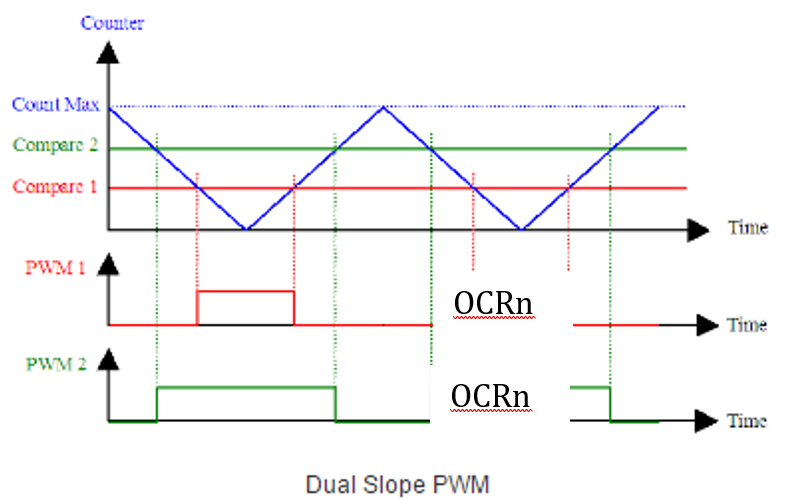 Counter
Count Max
Compare 2
Compare 1
Time
PWM 1
OCRn
Time
PWM 2
OCRn
Time
Dual Slope PWM